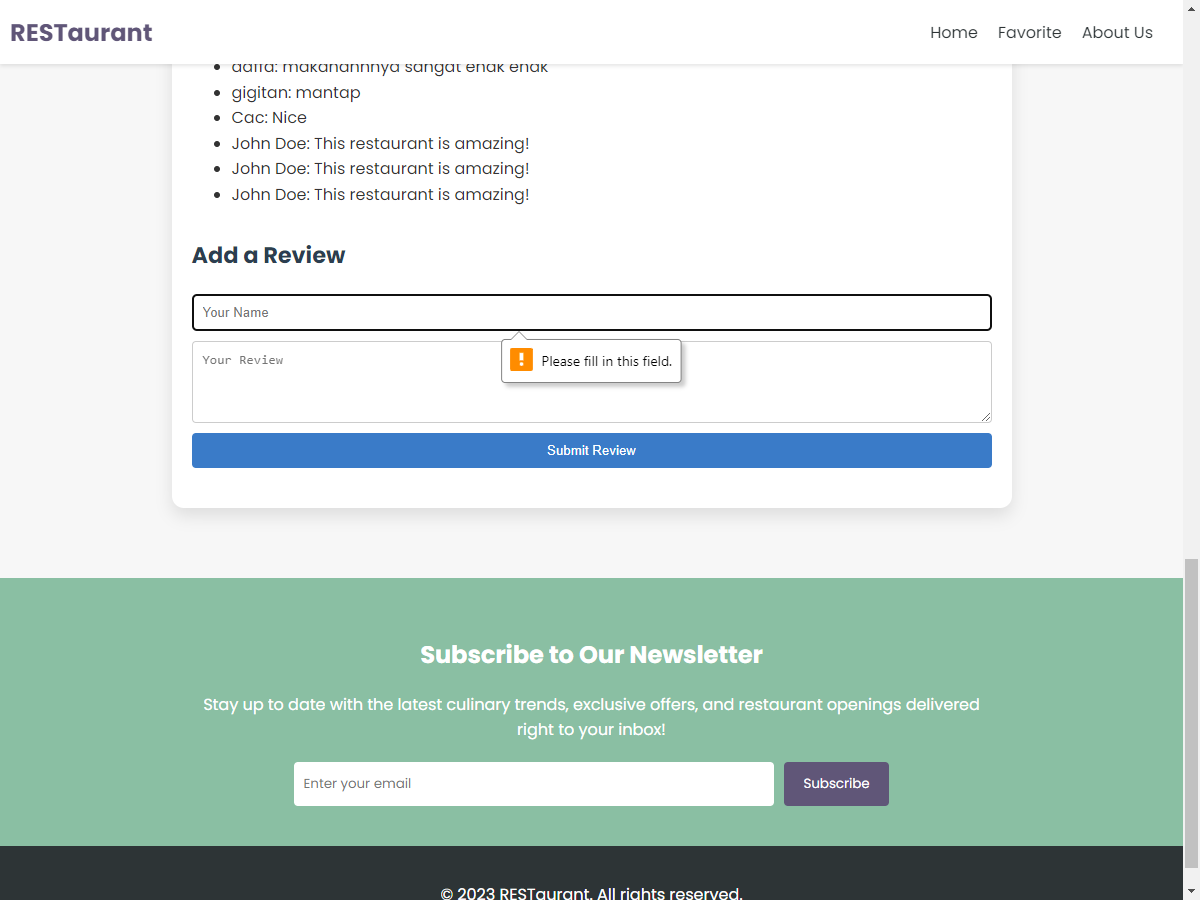 RESTaurant
Home Favorite About Us
daffa: makanannnya sangat enak enak
gigitan: mantap
Cac: Nice
John Doe: This restaurant is amazing!
John Doe: This restaurant is amazing!
John Doe: This restaurant is amazing!
Add a Review
Your Name
Your Review
Please fill in this field.
Submit Review
Subscribe to Our Newsletter
Stay up to date with the latest culinary trends, exclusive offers, and restaurant openings delivered
right to your inbox!
Enter your email
Subscribe
© 2023 RESTaurant. All rights reserved.